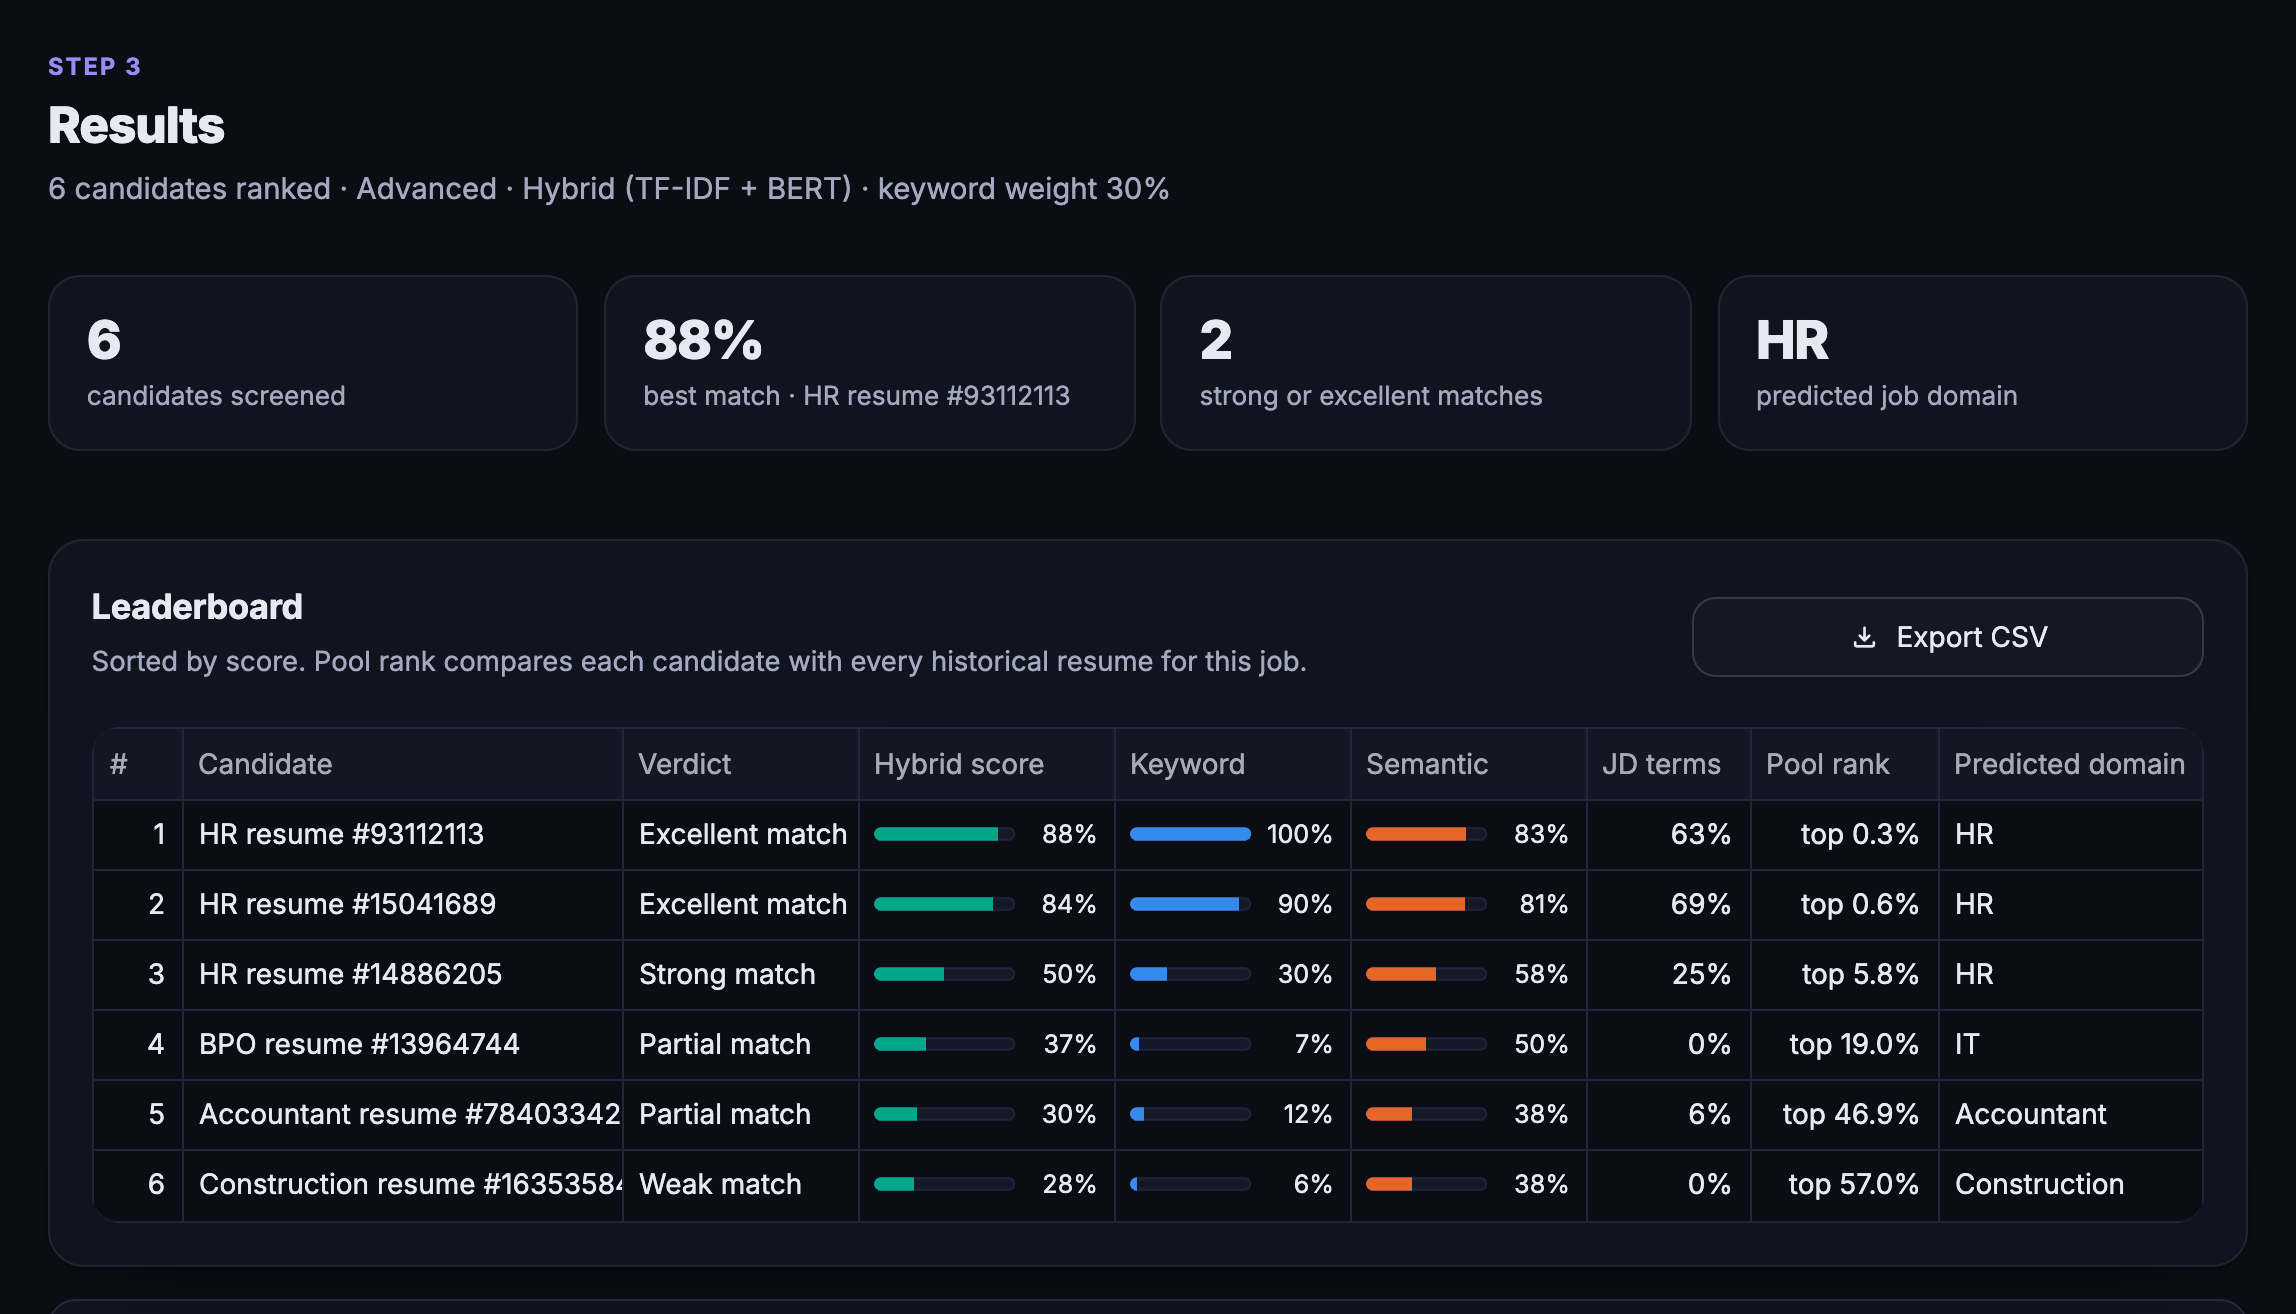 STEP 3
Results
6 candidates ranked · Advanced · Hybrid (TF-IDF + BERT) · keyword weight 30%
6
candidates screened
88%
best match · HR resume #93112113
2
strong or excellent matches
HR
predicted job domain
Leaderboard
Sorted by score. Pool rank compares each candidate with every historical resume for this job.
Export CSV
# Candidate Verdict Hybrid score Keyword Semantic JD terms Pool rank Predicted domain
1 HR resume #93112113 Excellent match 88% 100% 83% 63% top 0.3% HR
2 HR resume #15041689 Excellent match 84% 90% 81% 69% top 0.6% HR
3 HR resume #14886205 Strong match 50% 30% 58% 25% top 5.8% HR
4 BPO resume #13964744 Partial match 37% 7% 50% 0% top 19.0% IT
5 Accountant resume #78403342 Partial match 30% 12% 38% 6% top 46.9% Accountant
6 Construction resume #16353584 Weak match 28% 6% 38% 0% top 57.0% Construction